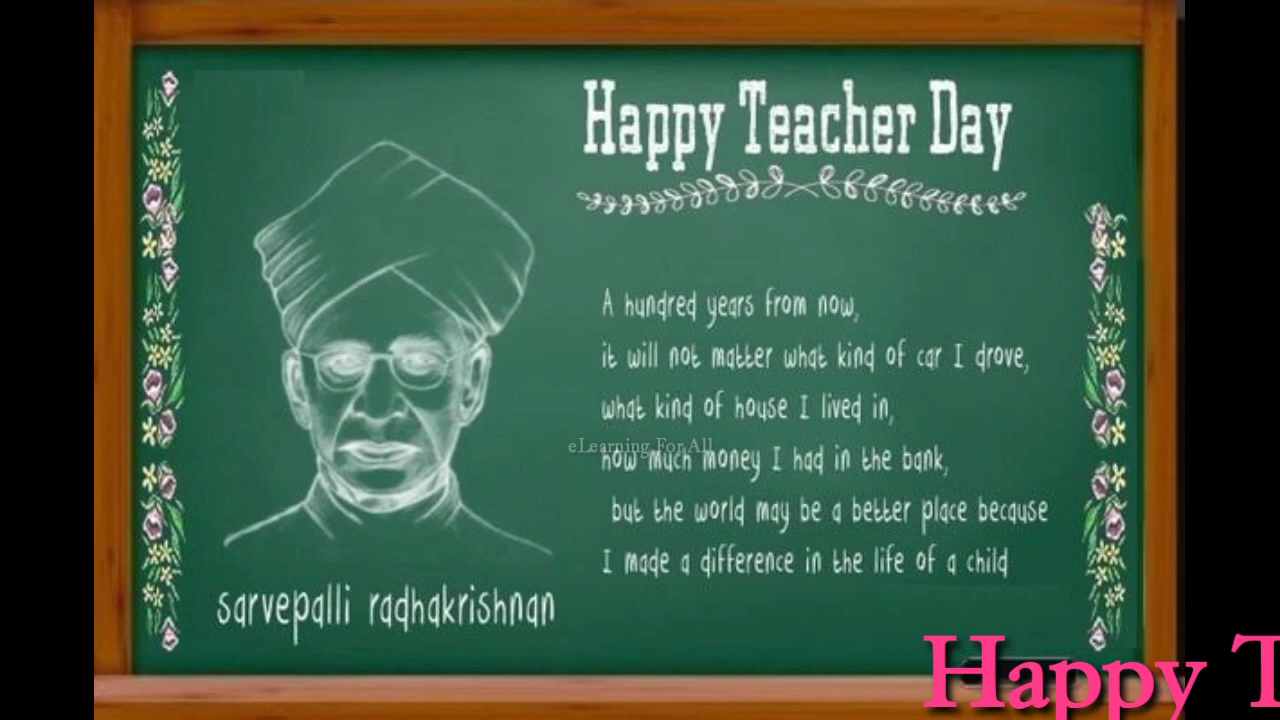 Happy Teacher Day
A hundred years from now,
it will not matter what kind of car I drove,
what kind of house I lived in,
eLearning For All
how much money I had in the bank,
but the world may be a better place because
I made a difference in the life of a child
sarvepalli radhakrishnan
Happy T